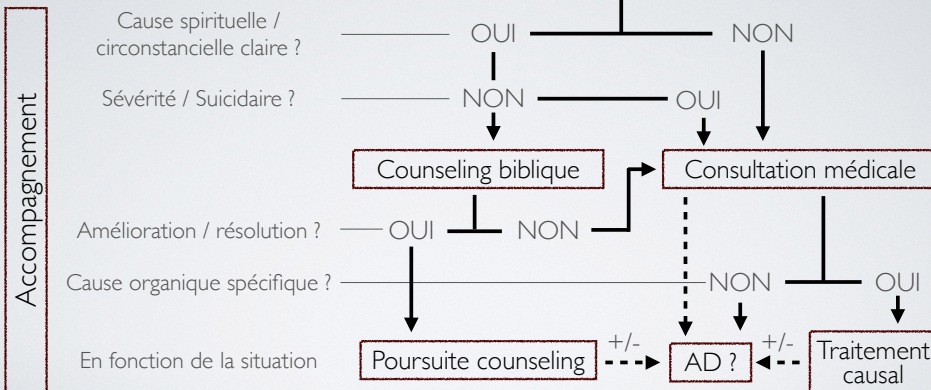 Accompagnement
Cause spirituelle /
circonstancielle claire ?
OUI
NON
Sévérité / Suicidaire ?
NON
OUI
Counseling biblique
Consultation médicale
Amélioration / résolution ?
OUI
NON
Cause organique spécifique ?
NON
OUI
En fonction de la situation
Poursuite counseling
+/-
AD ?
+/-
Traitement
causal